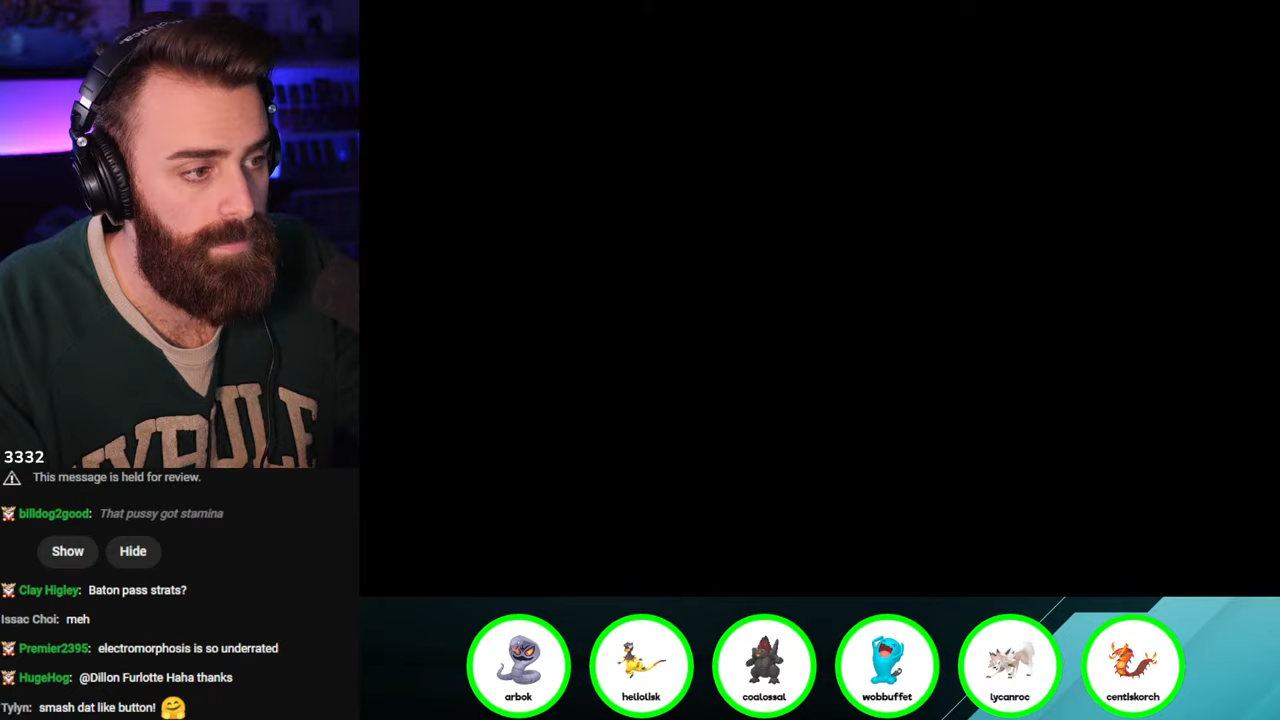 3332
This message is held for review.
billdog2good: That pussy got stamina
Show Hide
Clay Higley: Baton pass strats?
Issac Choi: meh
Premier2395: electromorphosis is so underrated
HugeHog: @Dillon Furlotte Haha thanks
Tylyn: smash dat like button! 🤗
arbok heliolisk coalossal wobbuffet lycanroc centiskorch